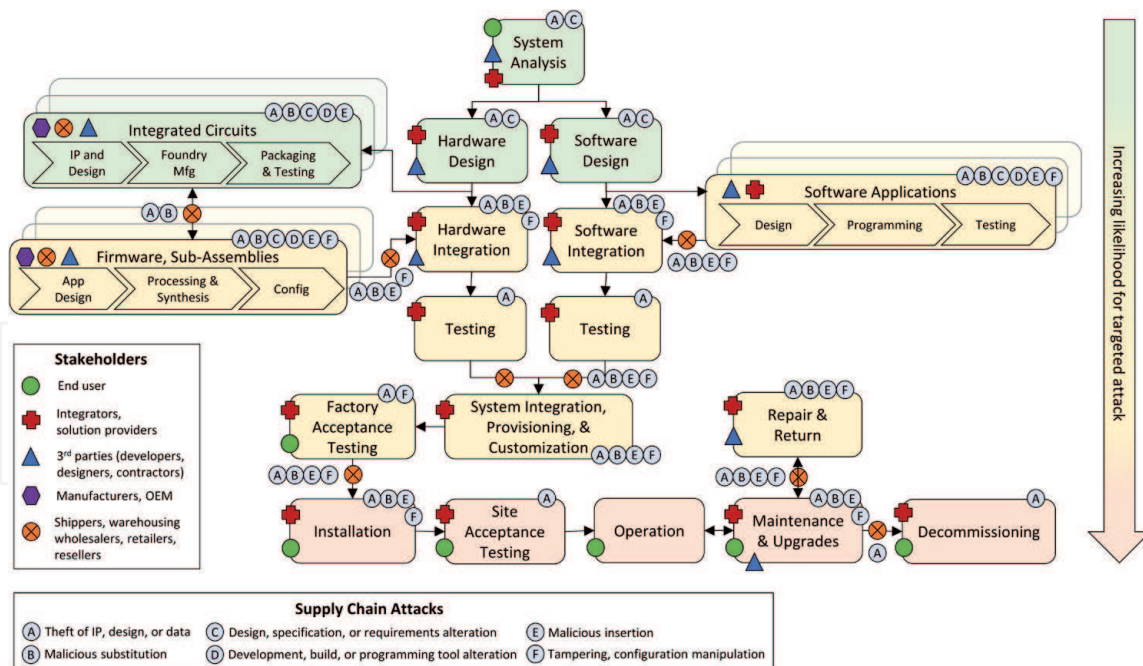 A C
System
Analysis
A B C D E
Integrated Circuits
IP and
Design
Foundry
Mfg
Packaging
& Testing
A C
Hardware
Design
A C
Software
Design
A B
A B C D E F
Firmware, Sub-Assemblies
App
Design
Processing &
Synthesis
Config
A B E F
A B E F
Hardware
Integration
A B E F
Software
Integration
A B C D E F
Software Applications
Design
Programming
Testing
A B E F
A
Testing
A
Testing
A B E F
Stakeholders
End user
Integrators,
solution providers
3rd parties (developers,
designers, contractors)
Manufacturers, OEM
Shippers, warehousing
wholesalers, retailers,
resellers
A F
Factory
Acceptance
Testing
System Integration,
Provisioning, &
Customization
A B E F
A B E F
Repair &
Return
A B E F
A B E F
A B E F
Installation
A
Site
Acceptance
Testing
Operation
A B E F
Maintenance
& Upgrades
A
A
Decommissioning
Increasing likelihood for targeted attack
Supply Chain Attacks
A Theft of IP, design, or data
C Design, specification, or requirements alteration
E Malicious insertion
B Malicious substitution
D Development, build, or programming tool alteration
F Tampering, configuration manipulation